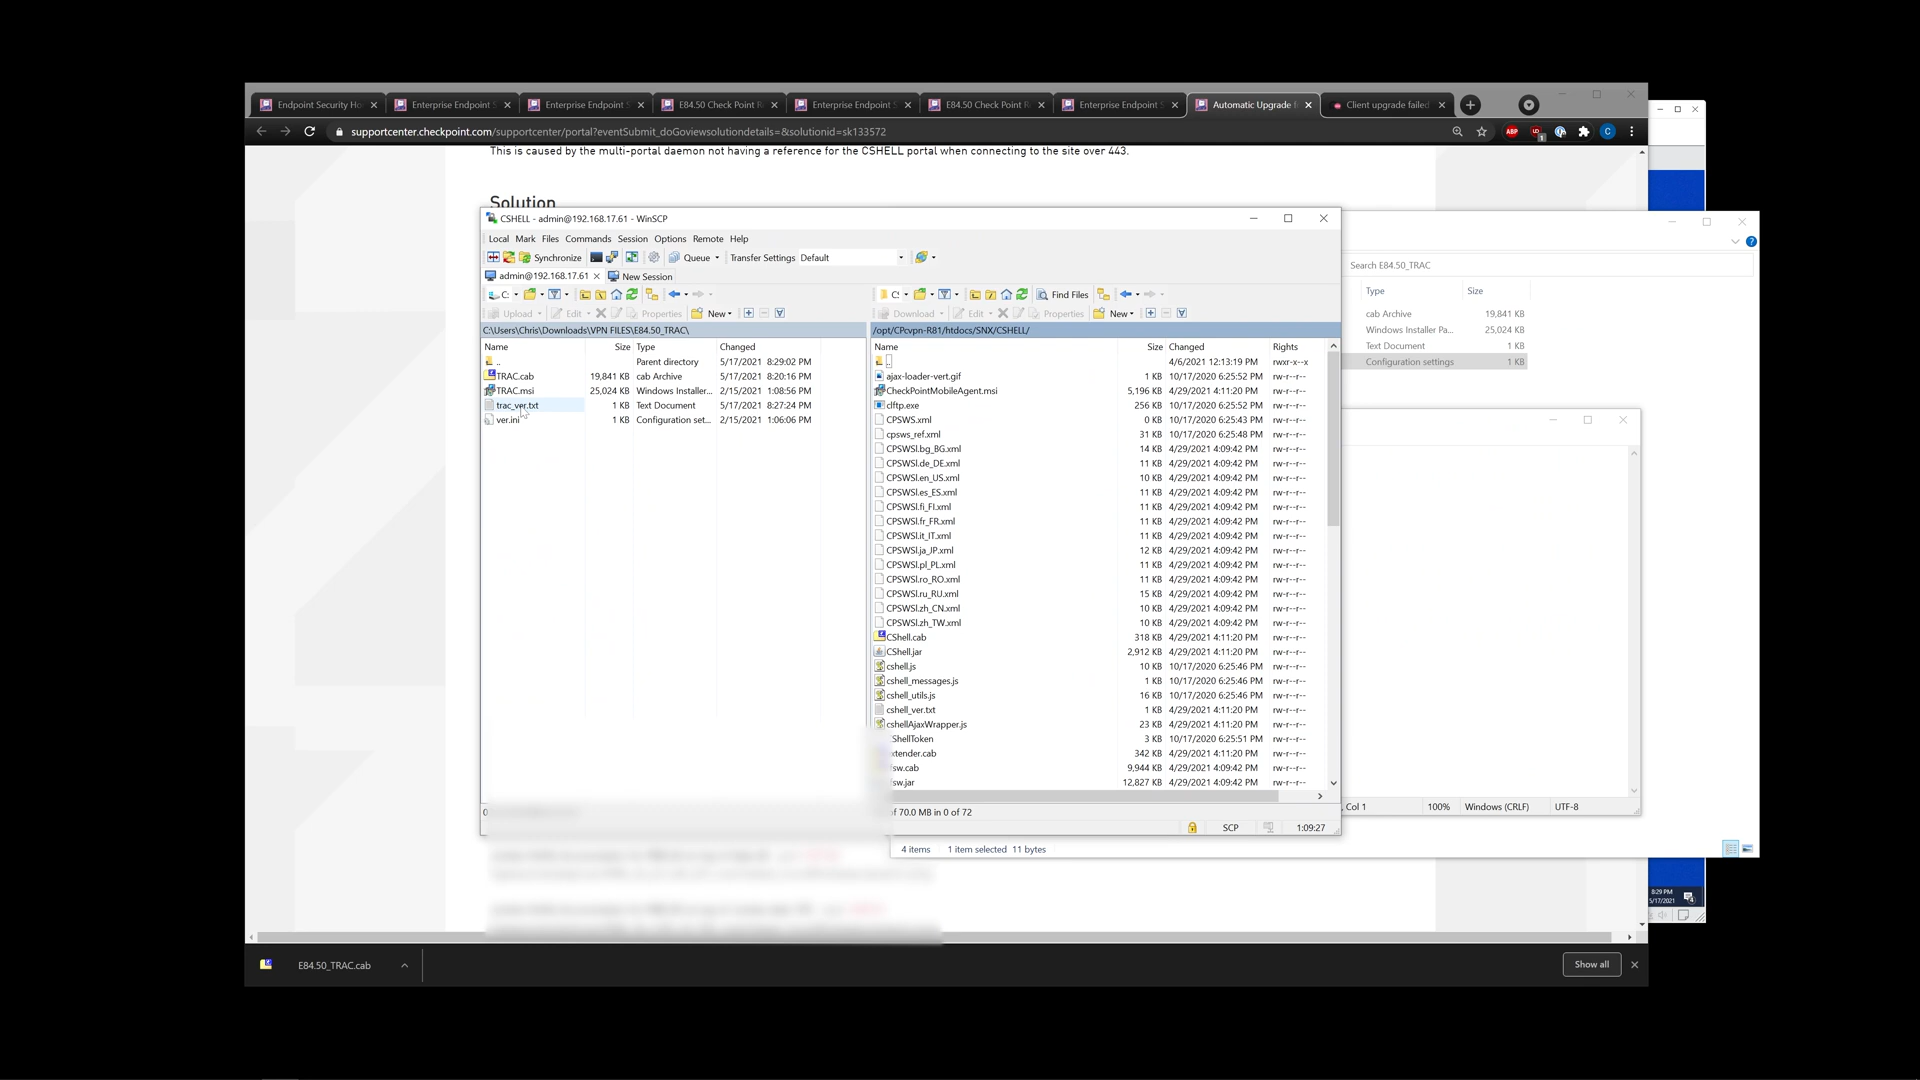 Endpoint Security Ho
Enterprise Endpoint S
Enterprise Endpoint S
E84.50 Check Point R
Enterprise Endpoint S
E84.50 Check Point R
Enterprise Endpoint S
Automatic Upgrade f
Client upgrade failed
supportcenter.checkpoint.com/supportcenter/portal?eventSubmit_doGoviewsolutiondetails=&solutionid=sk133572
ABP
C
This is caused by the multi-portal daemon not having a reference for the CSHELL portal when connecting to the site over 443.
Solution
CSHELL - admin@192.168.17.61 - WinSCP
Local Mark Files Commands Session Options Remote Help
Synchronize Queue Transfer Settings Default
admin@192.168.17.61 New Session
C: C: Find Files
Upload Edit Properties New Download Edit Properties New
C:\Users\Chris\Downloads\VPN FILES\E84.50_TRAC\
Name Size Type Changed
.. Parent directory 5/17/2021 8:29:02 PM
TRAC.cab 19,841 KB cab Archive 5/17/2021 8:20:16 PM
TRAC.msi 25,024 KB Windows Installer... 2/15/2021 1:08:56 PM
trac_ver.txt 1 KB Text Document 5/17/2021 8:27:24 PM
ver.ini 1 KB Configuration set... 2/15/2021 1:06:06 PM
/opt/CPcvpn-R81/htdocs/SNX/CSHELL/
Name Size Changed Rights
.. 4/6/2021 12:13:19 PM rwxr-x--x
ajax-loader-vert.gif 1 KB 10/17/2020 6:25:52 PM rw-r--r--
CheckPointMobileAgent.msi 5,196 KB 4/29/2021 4:11:20 PM rw-r--r--
clftp.exe 256 KB 10/17/2020 6:25:52 PM rw-r--r--
CPSWS.xml 0 KB 10/17/2020 6:25:43 PM rw-r--r--
cpsws_ref.xml 31 KB 10/17/2020 6:25:48 PM rw-r--r--
CPSWSl.bg_BG.xml 14 KB 4/29/2021 4:09:42 PM rw-r--r--
CPSWSl.de_DE.xml 11 KB 4/29/2021 4:09:42 PM rw-r--r--
CPSWSl.en_US.xml 10 KB 4/29/2021 4:09:42 PM rw-r--r--
CPSWSl.es_ES.xml 11 KB 4/29/2021 4:09:42 PM rw-r--r--
CPSWSl.fi_FI.xml 11 KB 4/29/2021 4:09:42 PM rw-r--r--
CPSWSl.fr_FR.xml 11 KB 4/29/2021 4:09:42 PM rw-r--r--
CPSWSl.it_IT.xml 11 KB 4/29/2021 4:09:42 PM rw-r--r--
CPSWSl.ja_JP.xml 12 KB 4/29/2021 4:09:42 PM rw-r--r--
CPSWSl.pl_PL.xml 11 KB 4/29/2021 4:09:42 PM rw-r--r--
CPSWSl.ro_RO.xml 11 KB 4/29/2021 4:09:42 PM rw-r--r--
CPSWSl.ru_RU.xml 15 KB 4/29/2021 4:09:42 PM rw-r--r--
CPSWSl.zh_CN.xml 10 KB 4/29/2021 4:09:42 PM rw-r--r--
CPSWSl.zh_TW.xml 10 KB 4/29/2021 4:09:42 PM rw-r--r--
CShell.cab 318 KB 4/29/2021 4:11:20 PM rw-r--r--
CShell.jar 2,912 KB 4/29/2021 4:11:20 PM rw-r--r--
cshell.js 10 KB 10/17/2020 6:25:46 PM rw-r--r--
cshell_messages.js 1 KB 10/17/2020 6:25:46 PM rw-r--r--
cshell_utils.js 16 KB 10/17/2020 6:25:46 PM rw-r--r--
cshell_ver.txt 1 KB 4/29/2021 4:11:20 PM rw-r--r--
cshellAjaxWrapper.js 23 KB 4/29/2021 4:11:20 PM rw-r--r--
ShellToken 3 KB 10/17/2020 6:25:51 PM rw-r--r--
xtender.cab 342 KB 4/29/2021 4:11:20 PM rw-r--r--
sw.cab 9,944 KB 4/29/2021 4:09:42 PM rw-r--r--
sw.jar 12,827 KB 4/29/2021 4:09:42 PM rw-r--r--
of 70.0 MB in 0 of 72
SCP 1:09:27
Search E84.50_TRAC
Type Size
cab Archive 19,841 KB
Windows Installer Pa... 25,024 KB
Text Document 1 KB
Configuration settings 1 KB
Col 1 100% Windows (CRLF) UTF-8
4 items 1 item selected 11 bytes
8:29 PM
5/17/2021
E84.50_TRAC.cab
Show all